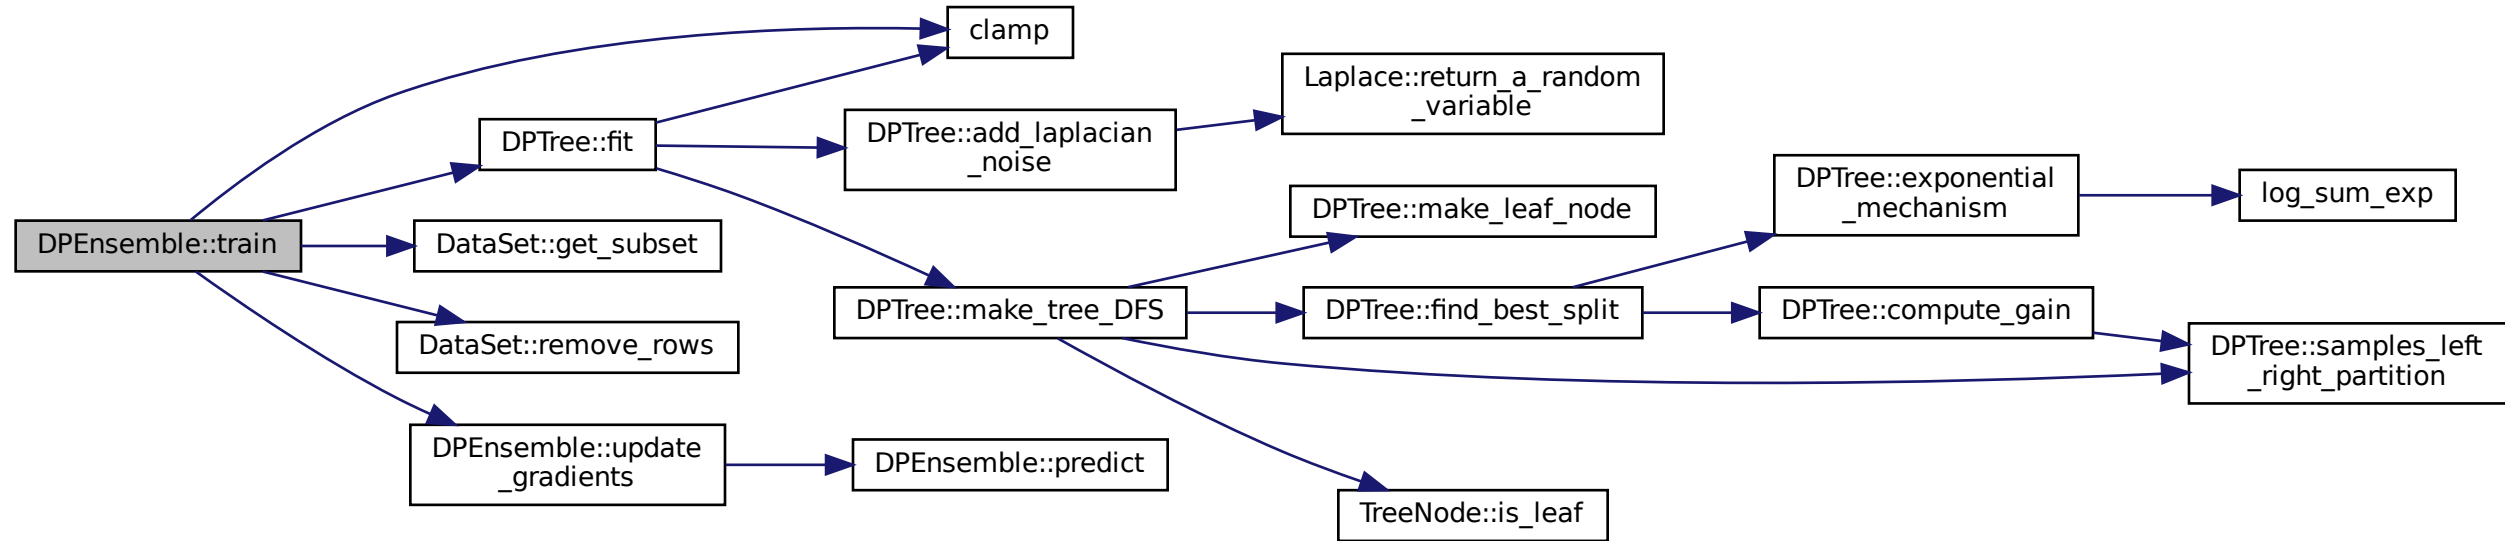 clamp
Laplace::return_a_random
_variable
DPTree::fit
DPTree::add_laplacian
_noise
DPTree::exponential
_mechanism
log_sum_exp
DPTree::make_leaf_node
DPEnsemble::train
DataSet::get_subset
DPTree::make_tree_DFS
DPTree::find_best_split
DPTree::compute_gain
DataSet::remove_rows
DPTree::samples_left
_right_partition
DPEnsemble::update
_gradients
DPEnsemble::predict
TreeNode::is_leaf